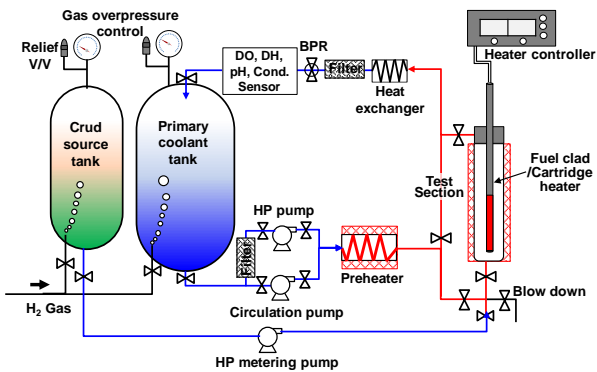 Gas overpressure
control
Relief
V/V
Heater controller
DO, DH,
pH, Cond.
Sensor
BPR
Filter
Heat
exchanger
Crud
source
tank
Primary
coolant
tank
Test
Section
Fuel clad
/Cartridge
heater
HP pump
Filter
Preheater
H2 Gas
Circulation pump
Blow down
HP metering pump